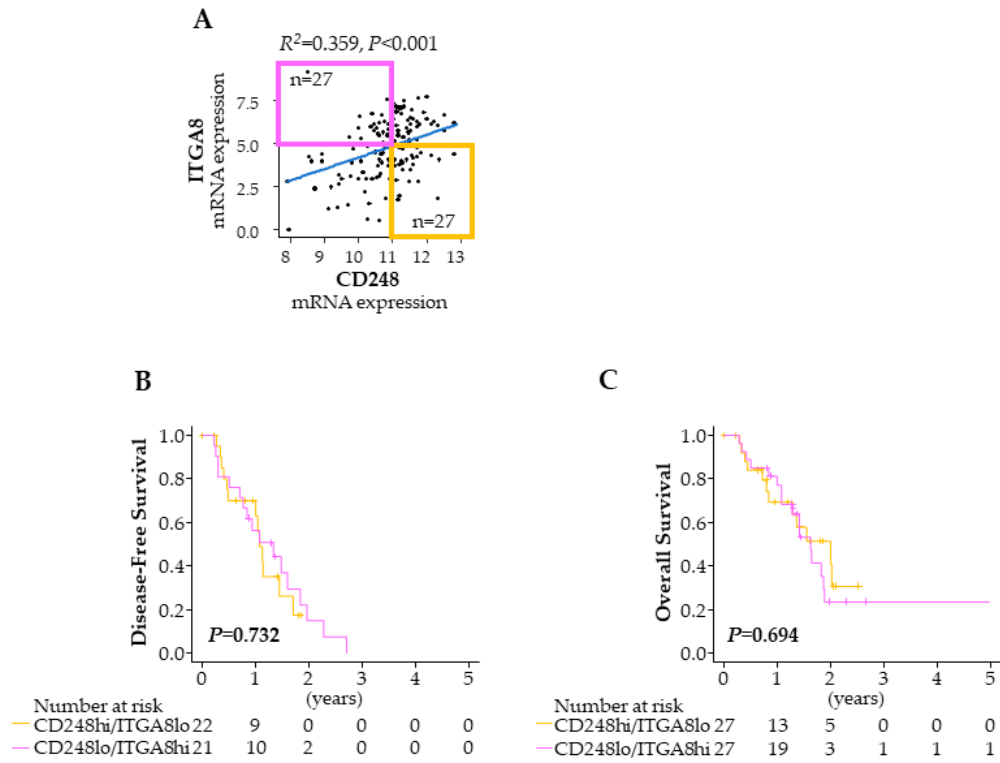 A
R²=0.359, P<0.001
n=27
7.5
5.0
2.5
0.0
ITGA8
mRNA expression
n=27
8 9 10 11 12 13
CD248
mRNA expression
B
Disease-Free Survival
1.0
0.8
0.6
0.4
0.2
0.0
P=0.732
0 1 2 3 4 5
(years)
Number at risk
CD248hi/ITGA8lo 22 9 0 0 0 0
CD248lo/ITGA8hi 21 10 2 0 0 0
C
Overall Survival
1.0
0.8
0.6
0.4
0.2
0.0
P=0.694
0 1 2 3 4 5
(years)
Number at risk
CD248hi/ITGA8lo 27 13 5 0 0 0
CD248lo/ITGA8hi 27 19 3 1 1 1